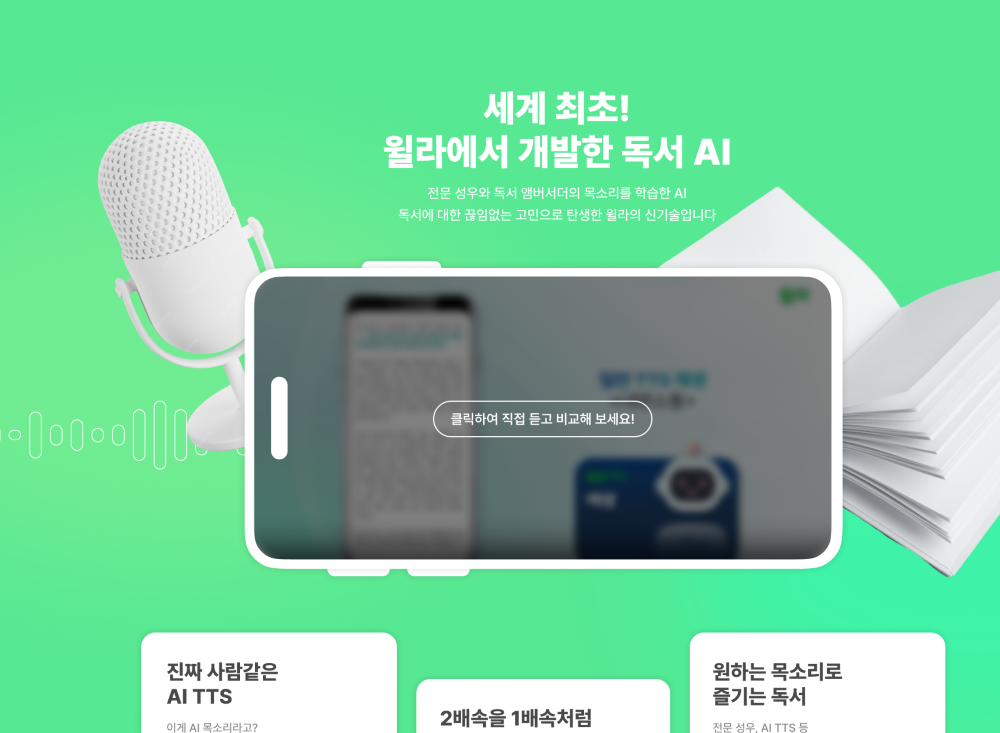 세계 최초!
윌라에서 개발한 독서 AI
전문 성우와 독서 앰버서더의 목소리를 학습한 AI
독서에 대한 끊임없는 고민으로 탄생한 윌라의 신기술입니다
클릭하여 직접 듣고 비교해 보세요!
진짜 사람같은
AI TTS
이게 AI 목소리라고?
2배속을 1배속처럼
원하는 목소리로
즐기는 독서
전문 성우, AI TTS 등